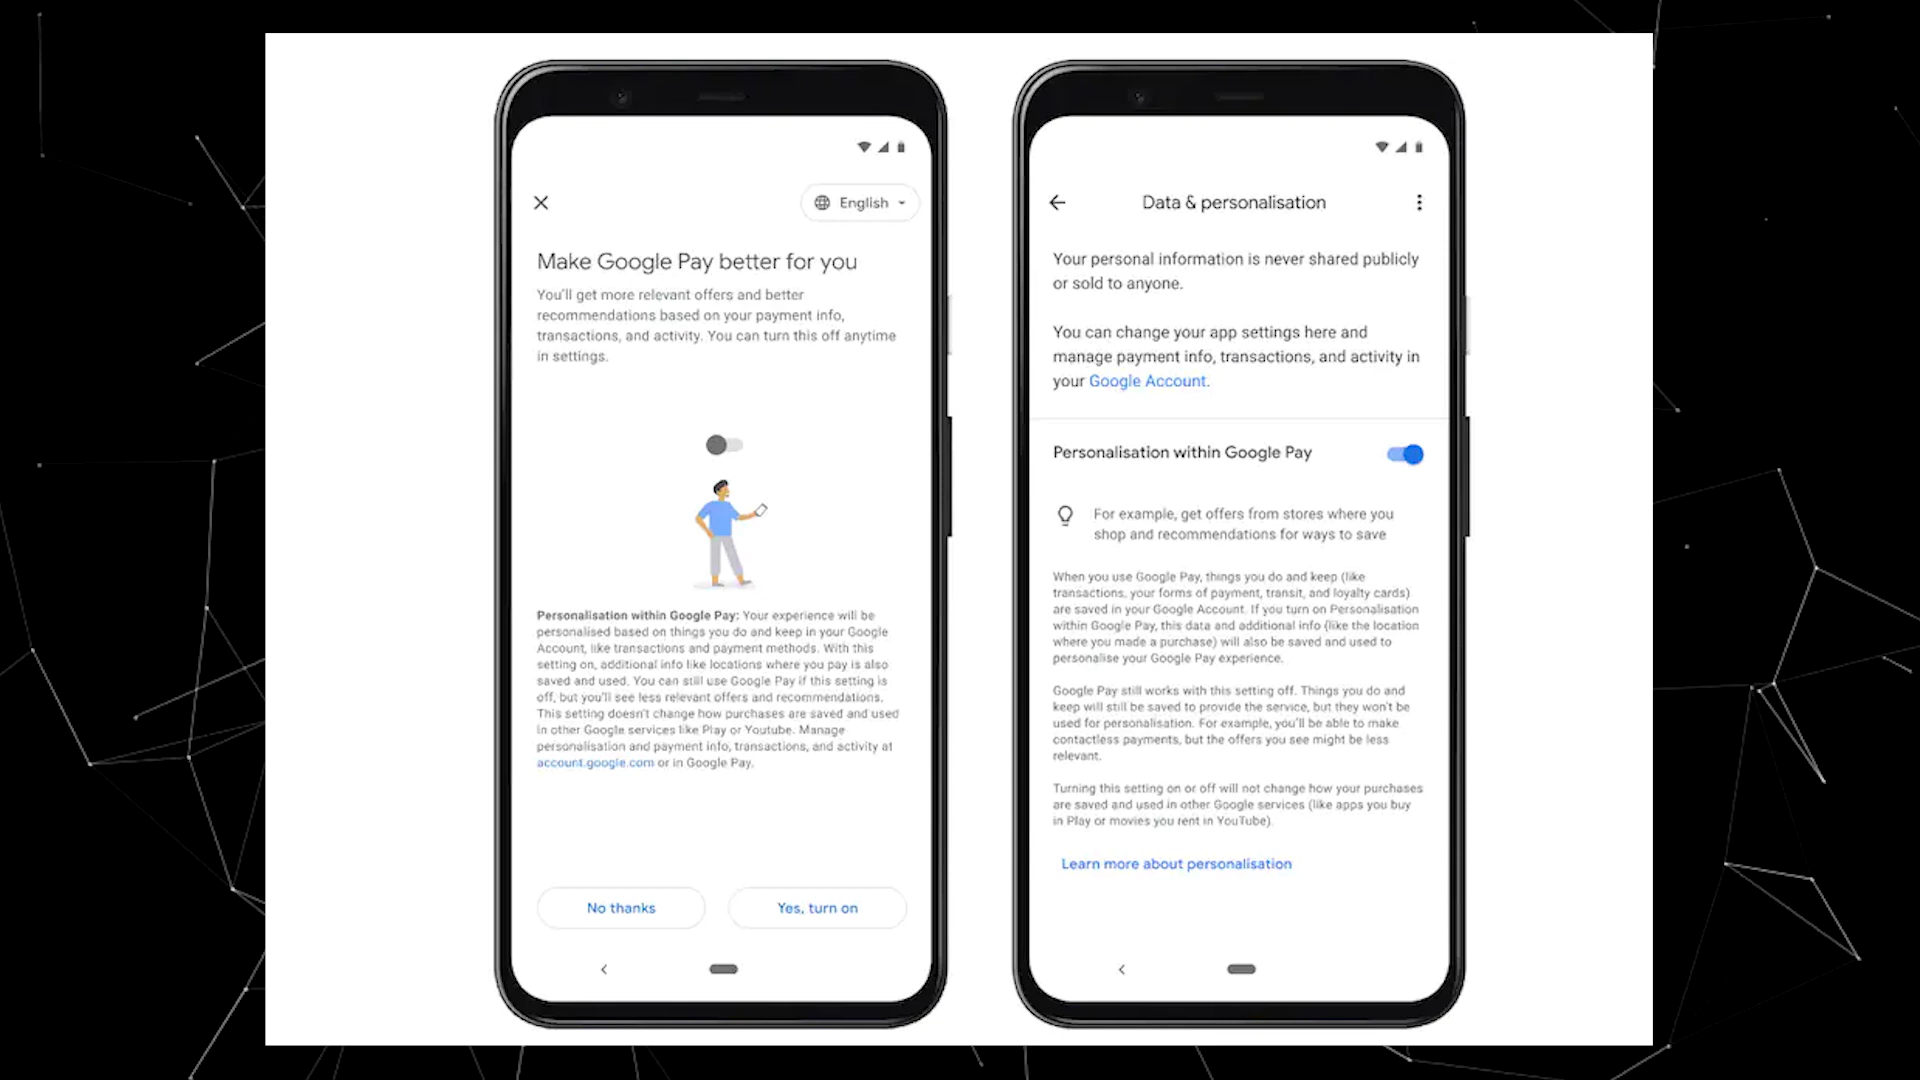 English
Make Google Pay better for you
You'll get more relevant offers and better
recommendations based on your payment info,
transactions, and activity. You can turn this off anytime
in settings.
Personalisation within Google Pay: Your experience will be
personalised based on things you do and keep in your Google
Account, like transactions and payment methods. With this
setting on, additional info like locations where you pay is also
saved and used. You can still use Google Pay if this setting is
off, but you'll see less relevant offers and recommendations.
This setting doesn't change how purchases are saved and used
in other Google services like Play or Youtube. Manage
personalisation and payment info, transactions, and activity at
account.google.com or in Google Pay.
No thanks
Yes, turn on
Data & personalisation
Your personal information is never shared publicly
or sold to anyone.
You can change your app settings here and
manage payment info, transactions, and activity in
your Google Account.
Personalisation within Google Pay
For example, get offers from stores where you
shop and recommendations for ways to save
When you use Google Pay, things you do and keep (like
transactions, your forms of payment, transit, and loyalty cards)
are saved in your Google Account. If you turn on Personalisation
within Google Pay, this data and additional info (like the location
where you made a purchase) will also be saved and used to
personalise your Google Pay experience.
Google Pay still works with this setting off. Things you do and
keep will still be saved to provide the service, but they won't be
used for personalisation. For example, you'll be able to make
contactless payments, but the offers you see might be less
relevant.
Turning this setting on or off will not change how your purchases
are saved and used in other Google services (like apps you buy
in Play or movies you rent in YouTube).
Learn more about personalisation